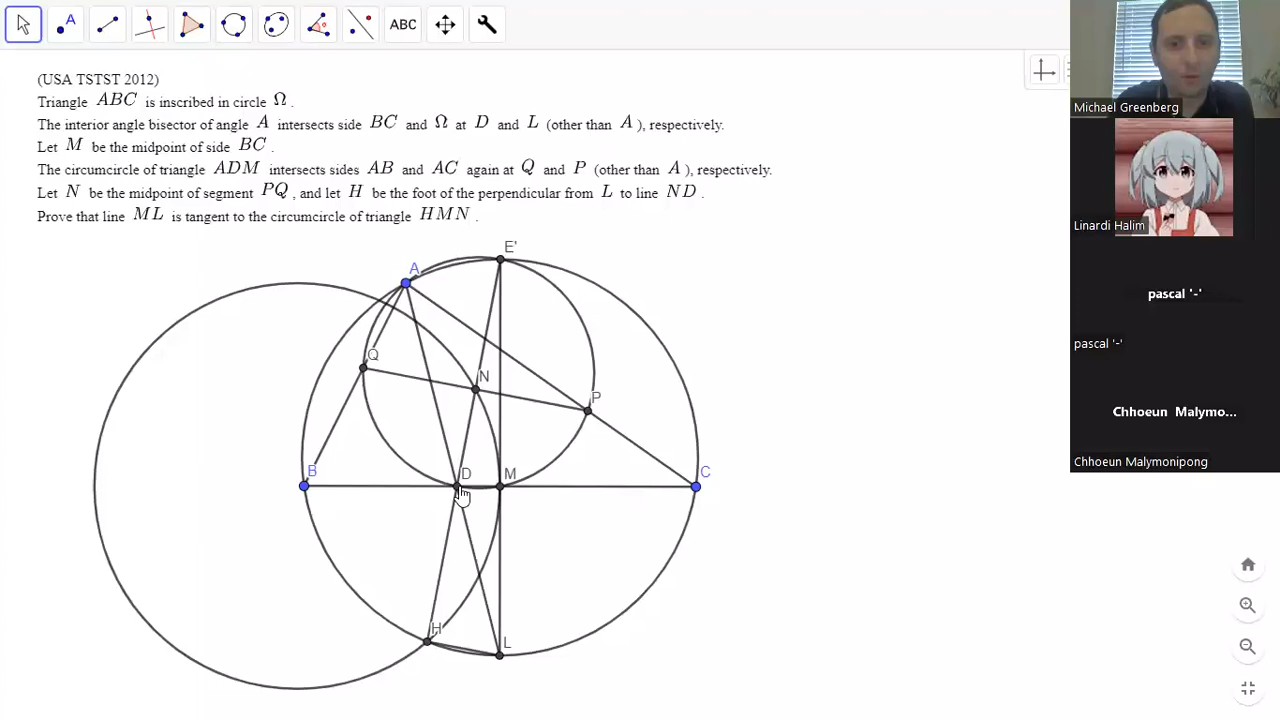 ABC
(USA TSTST 2012)
Triangle ABC is inscribed in circle Ω .
The interior angle bisector of angle A intersects side BC and Ω at D and L (other than A ), respectively.
Let M be the midpoint of side BC .
The circumcircle of triangle ADM intersects sides AB and AC again at Q and P (other than A ), respectively.
Let N be the midpoint of segment PQ , and let H be the foot of the perpendicular from L to line ND .
Prove that line ML is tangent to the circumcircle of triangle HMN .
E'
A
Q
N
P
B
D
M
C
H
L
Michael Greenberg
Linardi Halim
pascal '-'
pascal '-'
Chhoeun Malymo...
Chhoeun Malymonipong